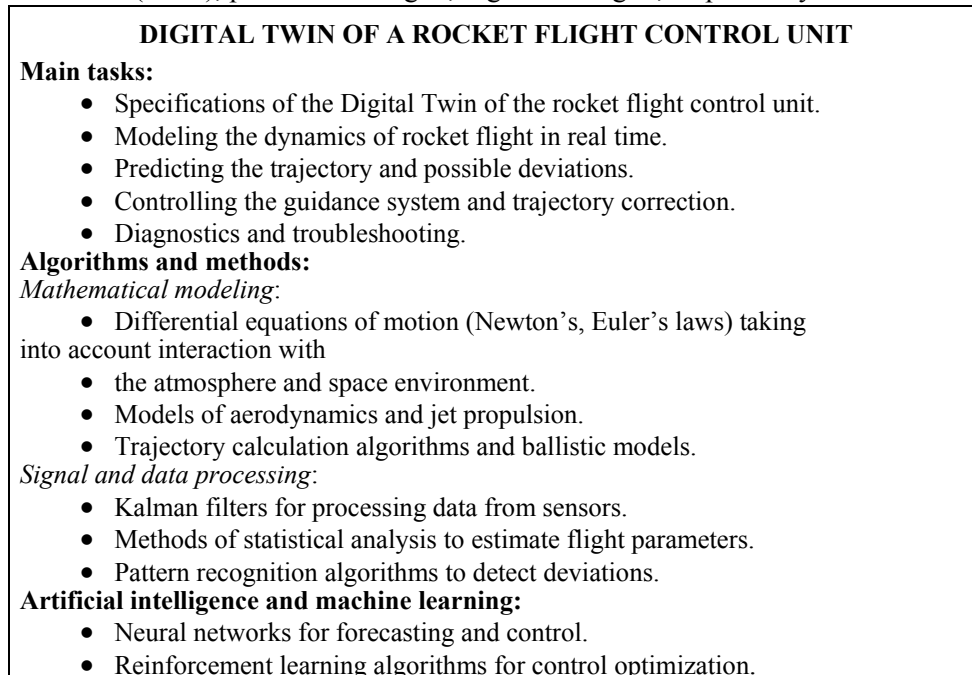 DIGITAL TWIN OF A ROCKET FLIGHT CONTROL UNIT
Main tasks:
• Specifications of the Digital Twin of the rocket flight control unit.
• Modeling the dynamics of rocket flight in real time.
• Predicting the trajectory and possible deviations.
• Controlling the guidance system and trajectory correction.
• Diagnostics and troubleshooting.
Algorithms and methods:
Mathematical modeling:
• Differential equations of motion (Newton's, Euler's laws) taking
into account interaction with
• the atmosphere and space environment.
• Models of aerodynamics and jet propulsion.
• Trajectory calculation algorithms and ballistic models.
Signal and data processing:
• Kalman filters for processing data from sensors.
• Methods of statistical analysis to estimate flight parameters.
• Pattern recognition algorithms to detect deviations.
Artificial intelligence and machine learning:
• Neural networks for forecasting and control.
• Reinforcement learning algorithms for control optimization.